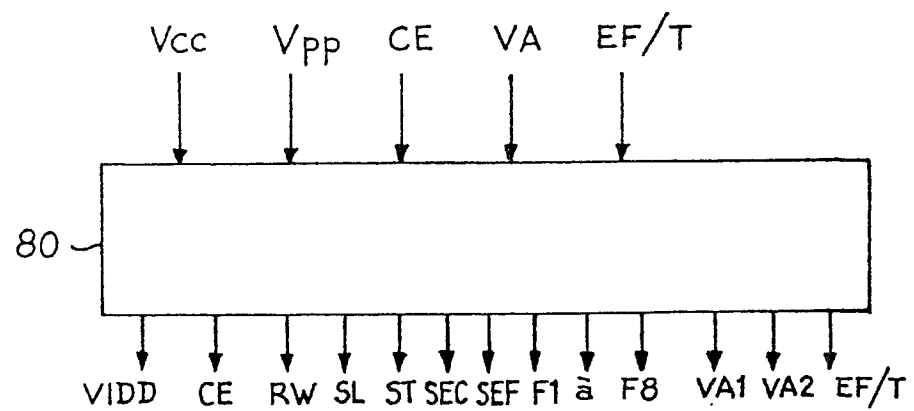 Vcc Vpp CE VA EF/T
80
VIDD CE RW SL ST SEC SEF F1 à F8 VA1 VA2 EF/T